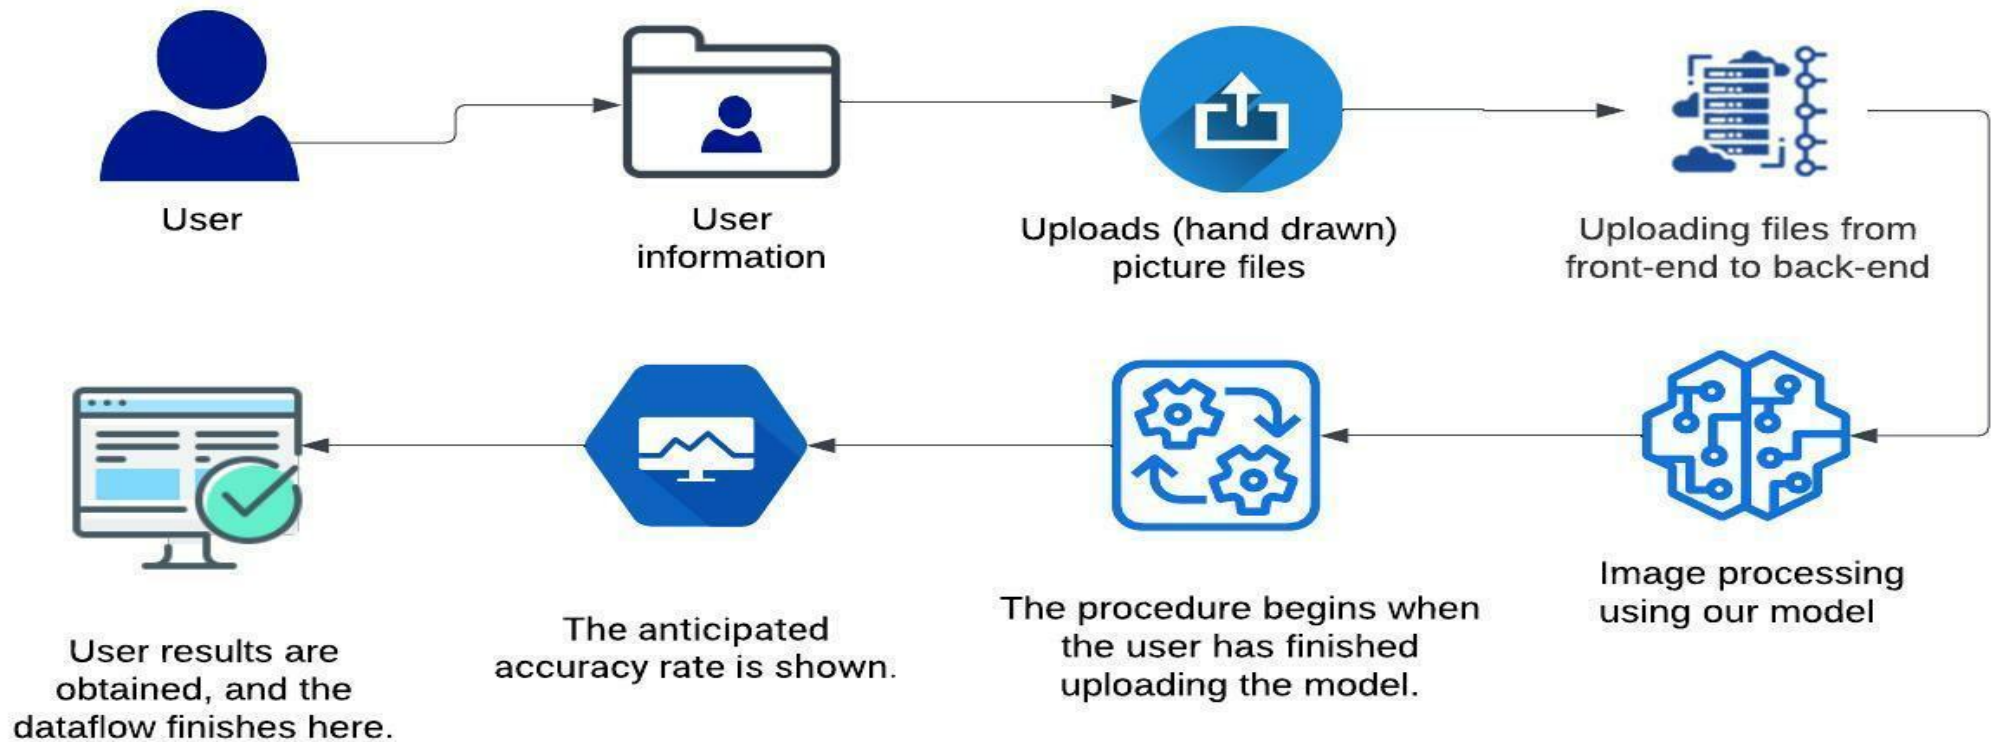 User
User
information
Uploads (hand drawn)
picture files
Uploading files from
front-end to back-end
Image processing
using our model
The procedure begins when
the user has finished
uploading the model.
The anticipated
accuracy rate is shown.
User results are
obtained, and the
dataflow finishes here.